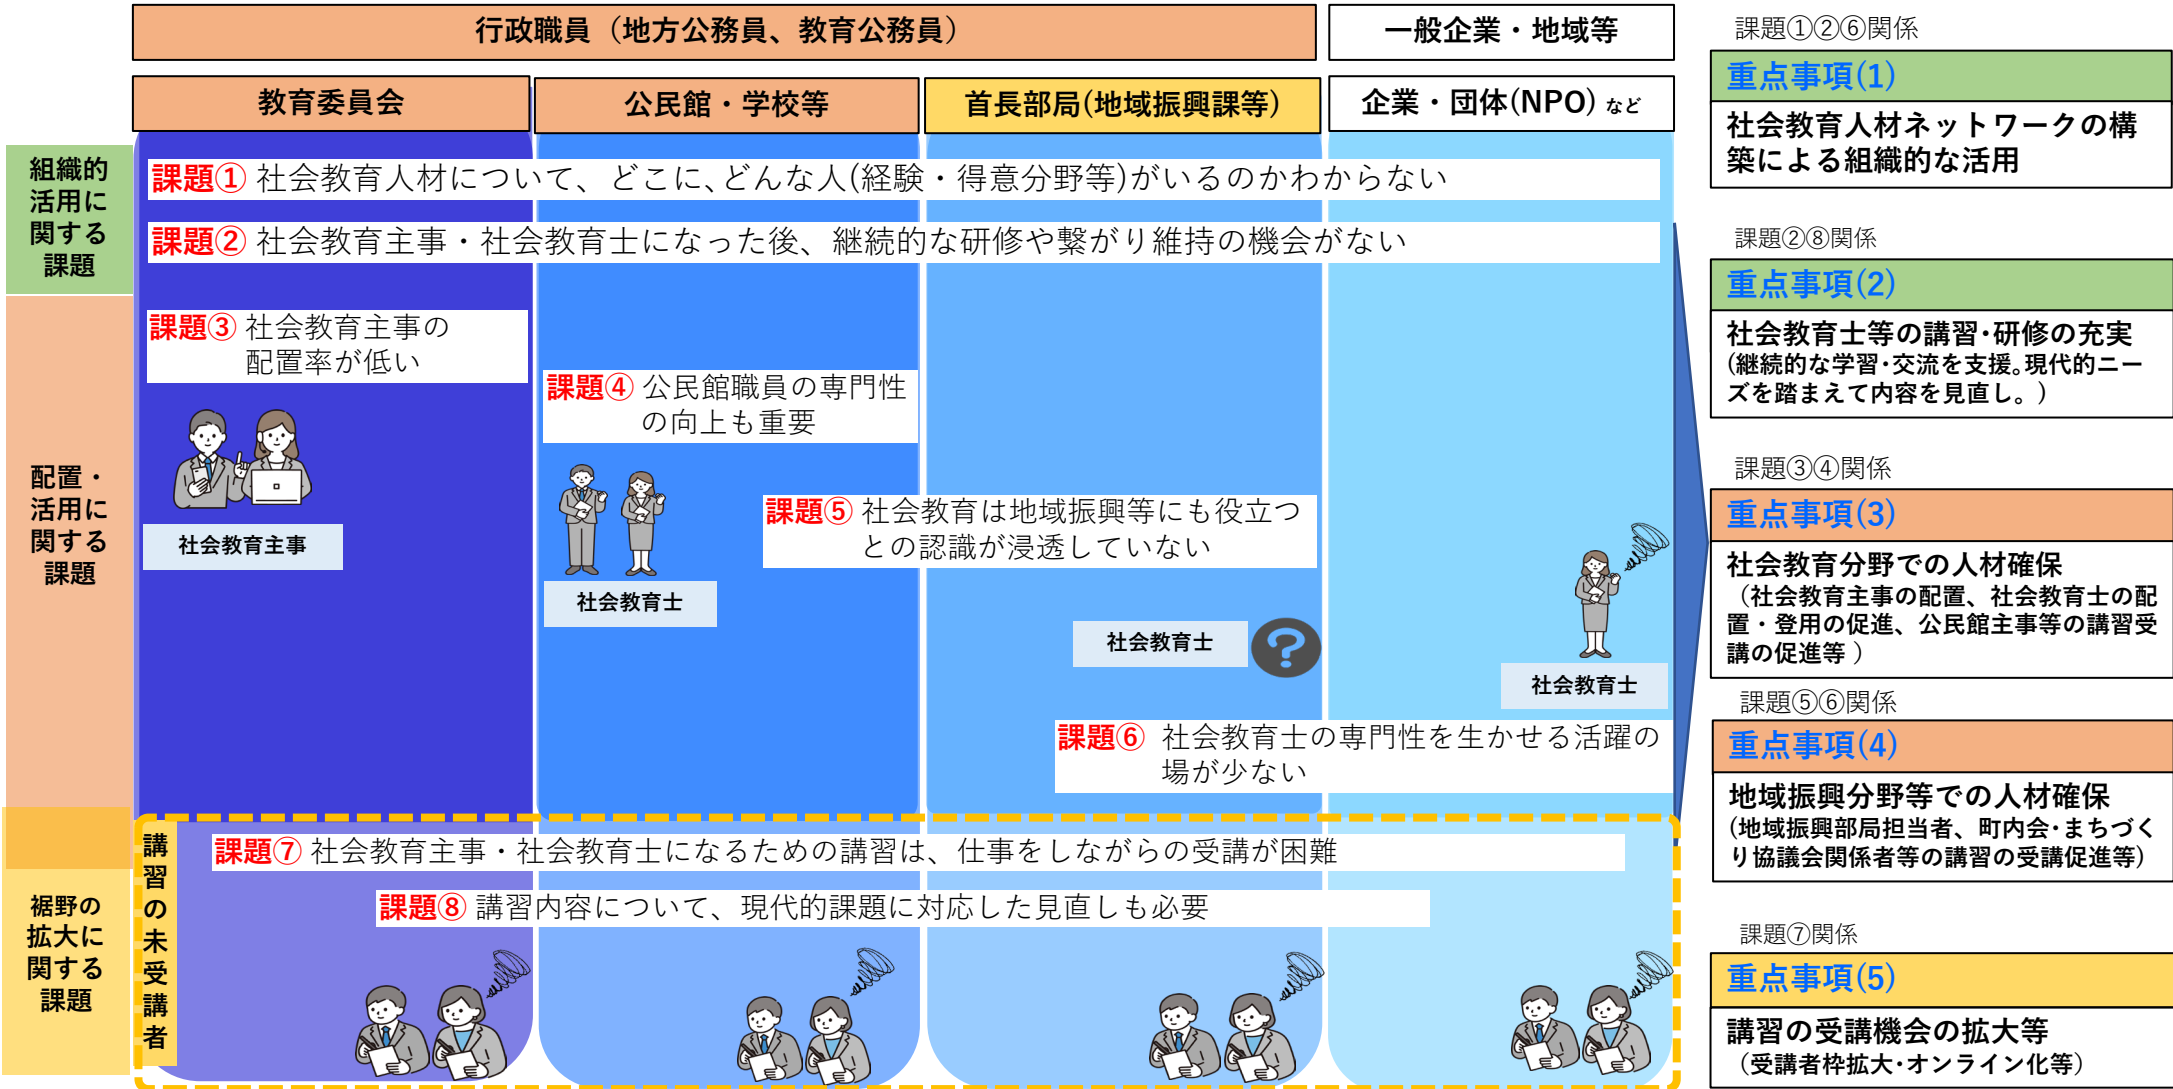 行政職員（地方公務員、教育公務員）
一般企業・地域等
教育委員会
公民館・学校等
首長部局(地域振興課等)
企業・団体(NPO) など
組織的
活用に
関する
課題
課題① 社会教育人材について、どこに、どんな人(経験・得意分野等)がいるのかわからない
課題② 社会教育主事・社会教育士になった後、継続的な研修や繋がり維持の機会がない
配置・
活用に
関する
課題
課題③ 社会教育主事の
配置率が低い
社会教育主事
課題④ 公民館職員の専門性
の向上も重要
社会教育士
課題⑤ 社会教育は地域振興等にも役立つ
との認識が浸透していない
社会教育士
?
社会教育士
課題⑥ 社会教育士の専門性を生かせる活躍の
場が少ない
裾野の
拡大に
関する
課題
講習の未受講者
課題⑦ 社会教育主事・社会教育士になるための講習は、仕事をしながらの受講が困難
課題⑧ 講習内容について、現代的課題に対応した見直しも必要
課題①②⑥関係
重点事項(1)
社会教育人材ネットワークの構
築による組織的な活用
課題②⑧関係
重点事項(2)
社会教育士等の講習･研修の充実
(継続的な学習･交流を支援｡現代的ニー
ズを踏まえて内容を見直し。）
課題③④関係
重点事項(3)
社会教育分野での人材確保
（社会教育主事の配置、社会教育士の配
置・登用の促進、公民館主事等の講習受
講の促進等 ）
課題⑤⑥関係
重点事項(4)
地域振興分野等での人材確保
(地域振興部局担当者、町内会･まちづく
り協議会関係者等の講習の受講促進等）
課題⑦関係
重点事項(5)
講習の受講機会の拡大等
（受講者枠拡大･オンライン化等）